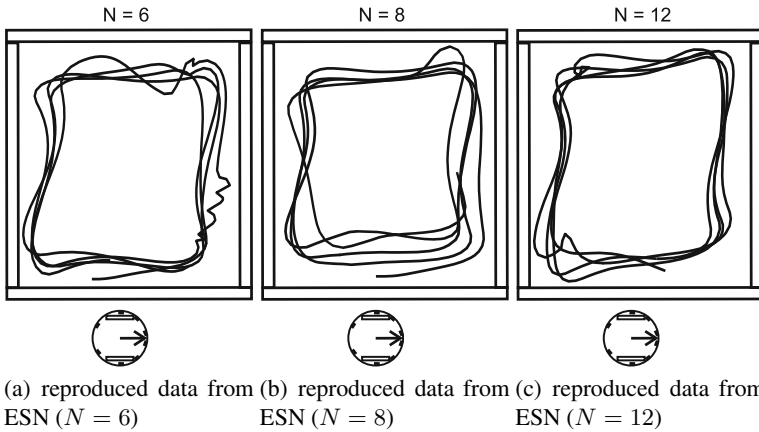 N = 6
N = 8
N = 12
(a) reproduced data from
ESN (N = 6)
(b) reproduced data from
ESN (N = 8)
(c) reproduced data from
ESN (N = 12)